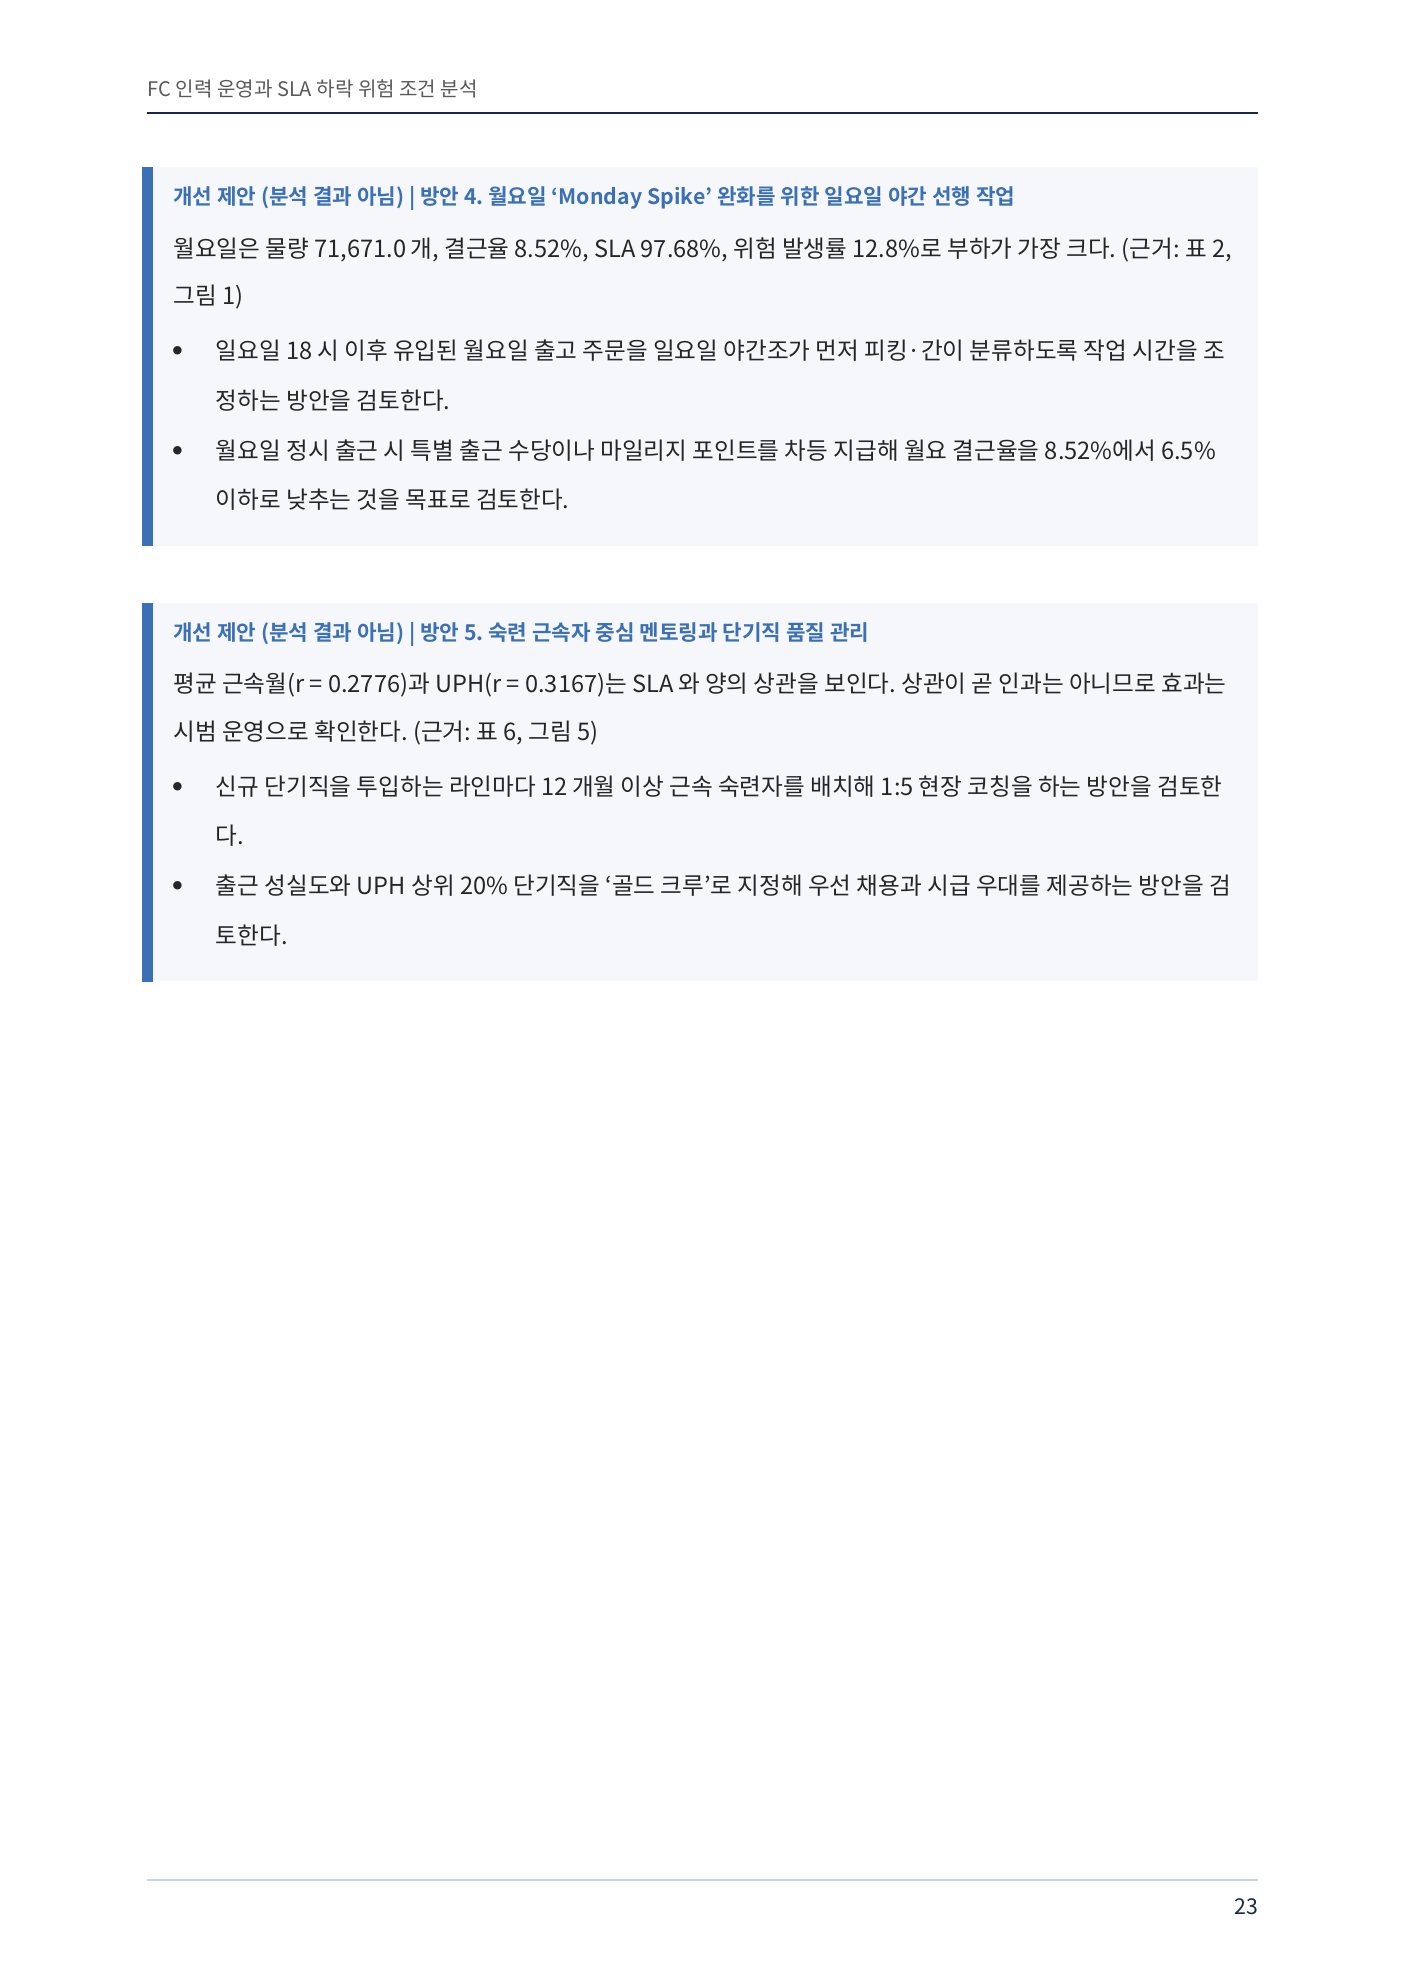 FC 인력 운영과 SLA 하락 위험 조건 분석
개선 제안 (분석 결과 아님) | 방안 4. 월요일 ‘Monday Spike’ 완화를 위한 일요일 야간 선행 작업
월요일은 물량 71,671.0 개, 결근율 8.52%, SLA 97.68%, 위험 발생률 12.8%로 부하가 가장 크다. (근거: 표 2,
그림 1)
• 일요일 18 시 이후 유입된 월요일 출고 주문을 일요일 야간조가 먼저 피킹·간이 분류하도록 작업 시간을 조
정하는 방안을 검토한다.
• 월요일 정시 출근 시 특별 출근 수당이나 마일리지 포인트를 차등 지급해 월요 결근율을 8.52%에서 6.5%
이하로 낮추는 것을 목표로 검토한다.
개선 제안 (분석 결과 아님) | 방안 5. 숙련 근속자 중심 멘토링과 단기직 품질 관리
평균 근속월(r = 0.2776)과 UPH(r = 0.3167)는 SLA 와 양의 상관을 보인다. 상관이 곧 인과는 아니므로 효과는
시범 운영으로 확인한다. (근거: 표 6, 그림 5)
• 신규 단기직을 투입하는 라인마다 12 개월 이상 근속 숙련자를 배치해 1:5 현장 코칭을 하는 방안을 검토한
다.
• 출근 성실도와 UPH 상위 20% 단기직을 ‘골드 크루’로 지정해 우선 채용과 시급 우대를 제공하는 방안을 검
토한다.
23